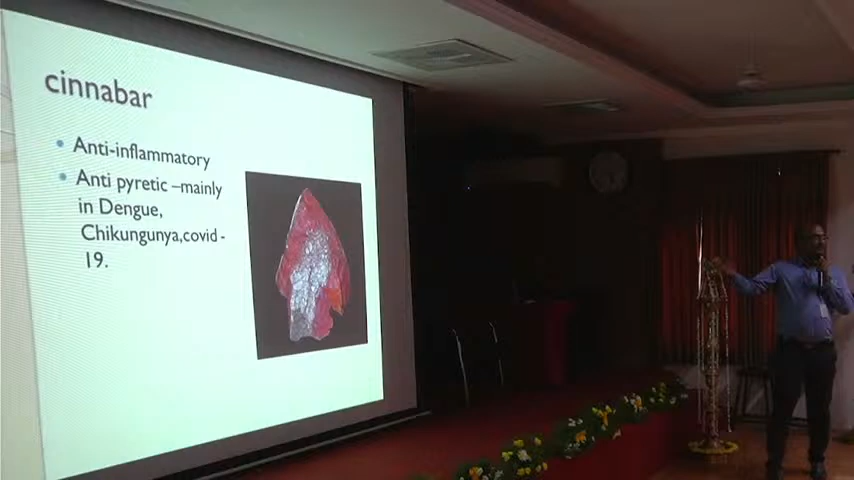 cinnabar
• Anti-inflammatory
• Anti pyretic –mainly
in Dengue,
Chikungunya,covid -
19.